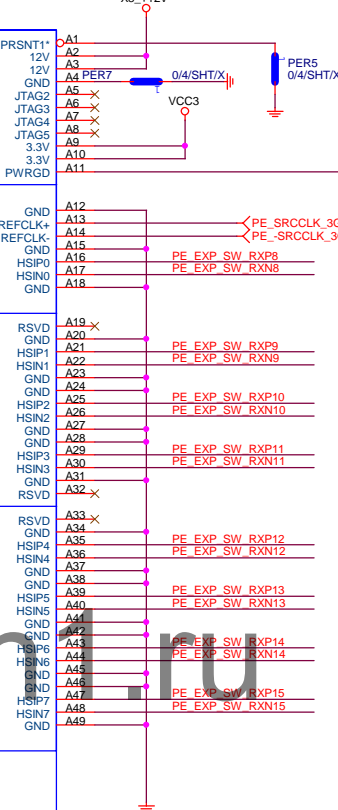 PRSNT1* A1
12V A2
12V A3
GND A4 PER7 0/4/SHT/X
PER5
0/4/SHT/X
JTAG2 A5
JTAG3 A6
JTAG4 A7
JTAG5 A8
VCC3
3.3V A9
3.3V A10
PWRGD A11
GND A12
REFCLK+ A13 PE_SRCCLK_3G
REFCLK- A14 PE_-SRCCLK_3
GND A15
HSIP0 A16 PE_EXP_SW_RXP8
HSIN0 A17 PE_EXP_SW_RXN8
GND A18
RSVD A19
GND A20
HSIP1 A21 PE_EXP_SW_RXP9
HSIN1 A22 PE_EXP_SW_RXN9
GND A23
GND A24
HSIP2 A25 PE_EXP_SW_RXP10
HSIN2 A26 PE_EXP_SW_RXN10
GND A27
GND A28
HSIP3 A29 PE_EXP_SW_RXP11
HSIN3 A30 PE_EXP_SW_RXN11
GND A31
RSVD A32
RSVD A33
GND A34
HSIP4 A35 PE_EXP_SW_RXP12
HSIN4 A36 PE_EXP_SW_RXN12
GND A37
GND A38
HSIP5 A39 PE_EXP_SW_RXP13
HSIN5 A40 PE_EXP_SW_RXN13
GND A41
GND A42
HSIP6 A43 PE_EXP_SW_RXP14
HSIN6 A44 PE_EXP_SW_RXN14
GND A45
GND A46
HSIP7 A47 PE_EXP_SW_RXP15
HSIN7 A48 PE_EXP_SW_RXN15
GND A49
1.ru